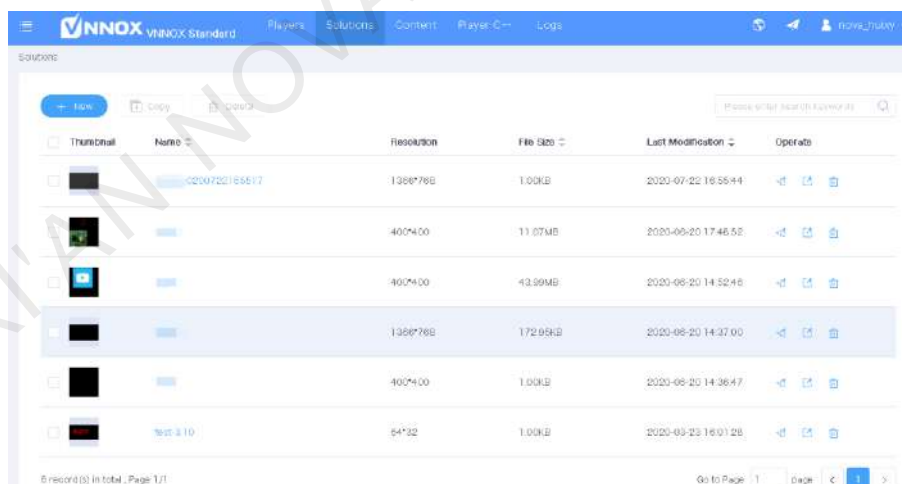 VNNOX VNNOX Standard Players Solutions Content Player C Logs
Solutions
+ New Copy Delete Please enter search keywords
Thumbnail Name Resolution File Size Last Modification Operate
0200722165517 1366*768 1.00KB 2020-07-22 16:55:44
400*400 11.07MB 2020-06-20 17:46:52
400*400 43.99MB 2020-06-20 14:52:46
1366*768 172.95KB 2020-06-20 14:37:00
400*400 1.00KB 2020-06-20 14:36:47
test-3.10 64*32 1.00KB 2020-03-23 16:01:28
6 record(s) in total , Page 1/1 Go to Page 1 page < 1 >
XI'AN NOVA